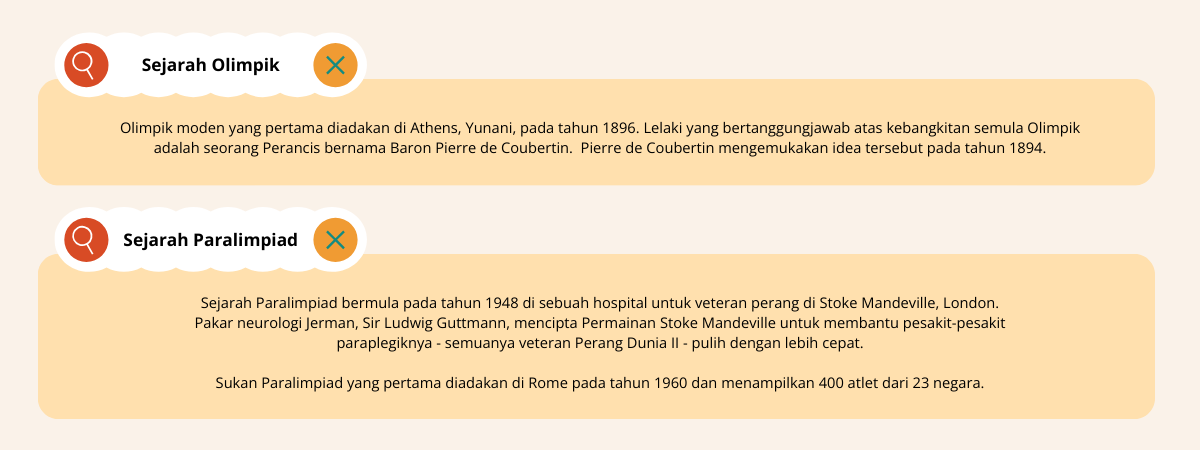 Sejarah Olimpik
Olimpik moden yang pertama diadakan di Athens, Yunani, pada tahun 1896. Lelaki yang bertanggungjawab atas kebangkitan semula Olimpik
adalah seorang Perancis bernama Baron Pierre de Coubertin.  Pierre de Coubertin mengemukakan idea tersebut pada tahun 1894.
Sejarah Paralimpiad
Sejarah Paralimpiad bermula pada tahun 1948 di sebuah hospital untuk veteran perang di Stoke Mandeville, London.
Pakar neurologi Jerman, Sir Ludwig Guttmann, mencipta Permainan Stoke Mandeville untuk membantu pesakit-pesakit
paraplegiknya - semuanya veteran Perang Dunia II - pulih dengan lebih cepat.
Sukan Paralimpiad yang pertama diadakan di Rome pada tahun 1960 dan menampilkan 400 atlet dari 23 negara.